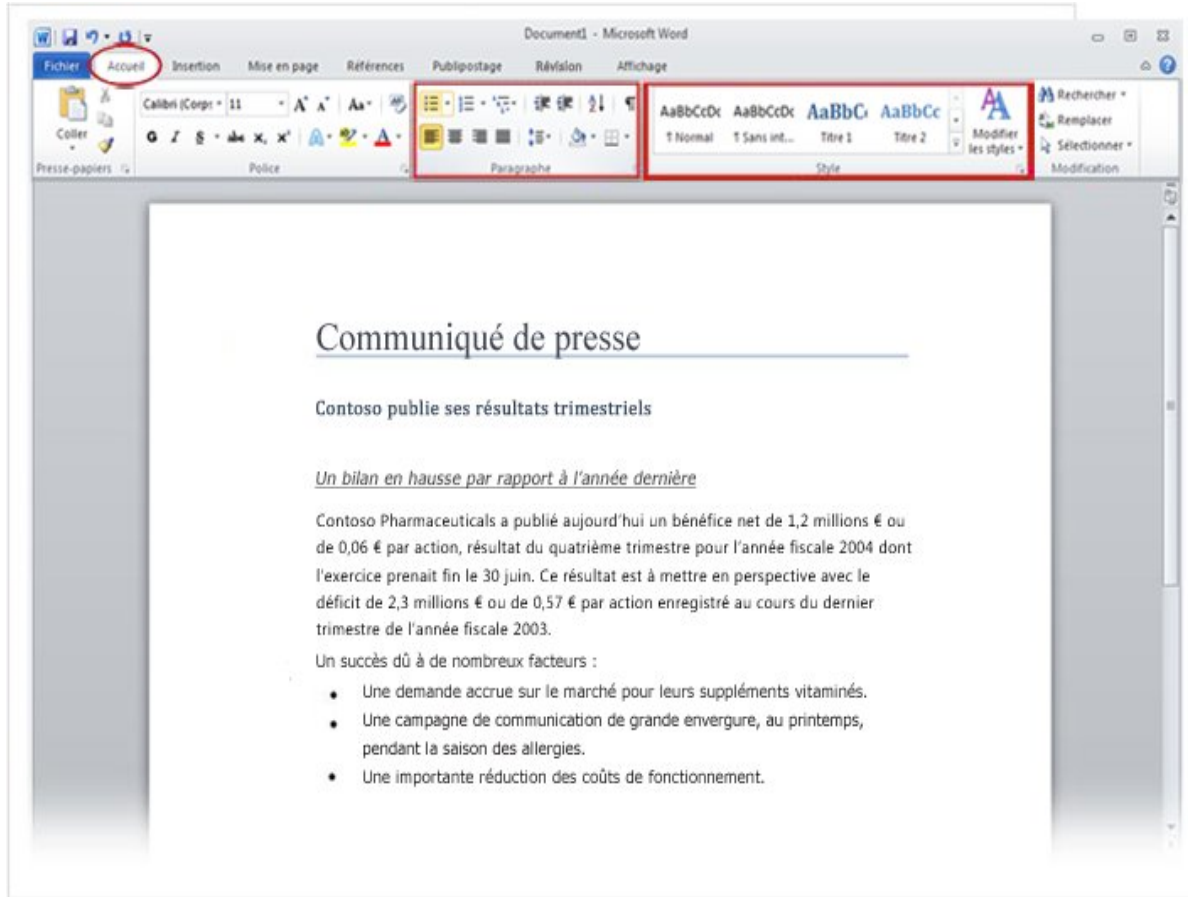 Document1 - Microsoft Word
Fichier Accueil Insertion Mise en page Références Publipostage Révision Affichage
Coller
Presse-papiers
Calibri (Corps 11
G I S abc x, x'
Police
Paragraphe
AaBbCcDc AaBbCcDc AaBbC AaBbCc
¶ Normal ¶ Sans int... Titre 1 Titre 2
Modifier
les styles
Style
Rechercher
Remplacer
Sélectionner
Modification
Communiqué de presse
Contoso publie ses résultats trimestriels
Un bilan en hausse par rapport à l'année dernière
Contoso Pharmaceuticals a publié aujourd'hui un bénéfice net de 1,2 millions € ou
de 0,06 € par action, résultat du quatrième trimestre pour l'année fiscale 2004 dont
l'exercice prenait fin le 30 juin. Ce résultat est à mettre en perspective avec le
déficit de 2,3 millions € ou de 0,57 € par action enregistré au cours du dernier
trimestre de l'année fiscale 2003.
Un succès dû à de nombreux facteurs :
• Une demande accrue sur le marché pour leurs suppléments vitaminés.
• Une campagne de communication de grande envergure, au printemps,
pendant la saison des allergies.
• Une importante réduction des coûts de fonctionnement.